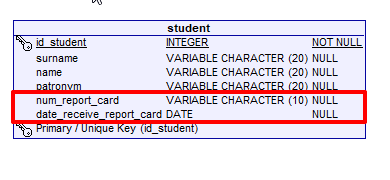 student
id_student INTEGER NOT NULL
surname VARIABLE CHARACTER (20) NULL
name VARIABLE CHARACTER (20) NULL
patronym VARIABLE CHARACTER (20) NULL
num_report_card VARIABLE CHARACTER (10) NULL
date_receive_report_card DATE NULL
Primary / Unique Key (id_student)